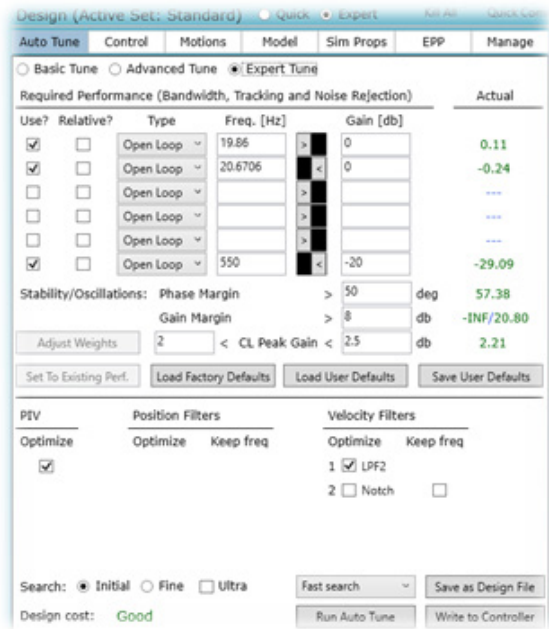 Design (Active Set: Standard) Quick Expert Kill All Quick Con
Auto Tune Control Motions Model Sim Props EPP Manage
Basic Tune Advanced Tune Expert Tune
Required Performance (Bandwidth, Tracking and Noise Rejection) Actual
Use? Relative? Type Freq. [Hz] Gain [db]
Open Loop 19.86 > 0 0.11
Open Loop 20.6706 < 0 -0.24
Open Loop > ---
Open Loop > ---
Open Loop > ---
Open Loop 550 < -20 -29.09
Stability/Oscillations: Phase Margin > 50 deg 57.38
Gain Margin > 8 db -INF/20.80
Adjust Weights 2 < CL Peak Gain < 2.5 db 2.21
Set To Existing Perf. Load Factory Defaults Load User Defaults Save User Defaults
PIV Position Filters Velocity Filters
Optimize Optimize Keep freq Optimize Keep freq
1 LPF2
2 Notch
Search: Initial Fine Ultra Fast search Save as Design File
Design cost: Good Run Auto Tune Write to Controller